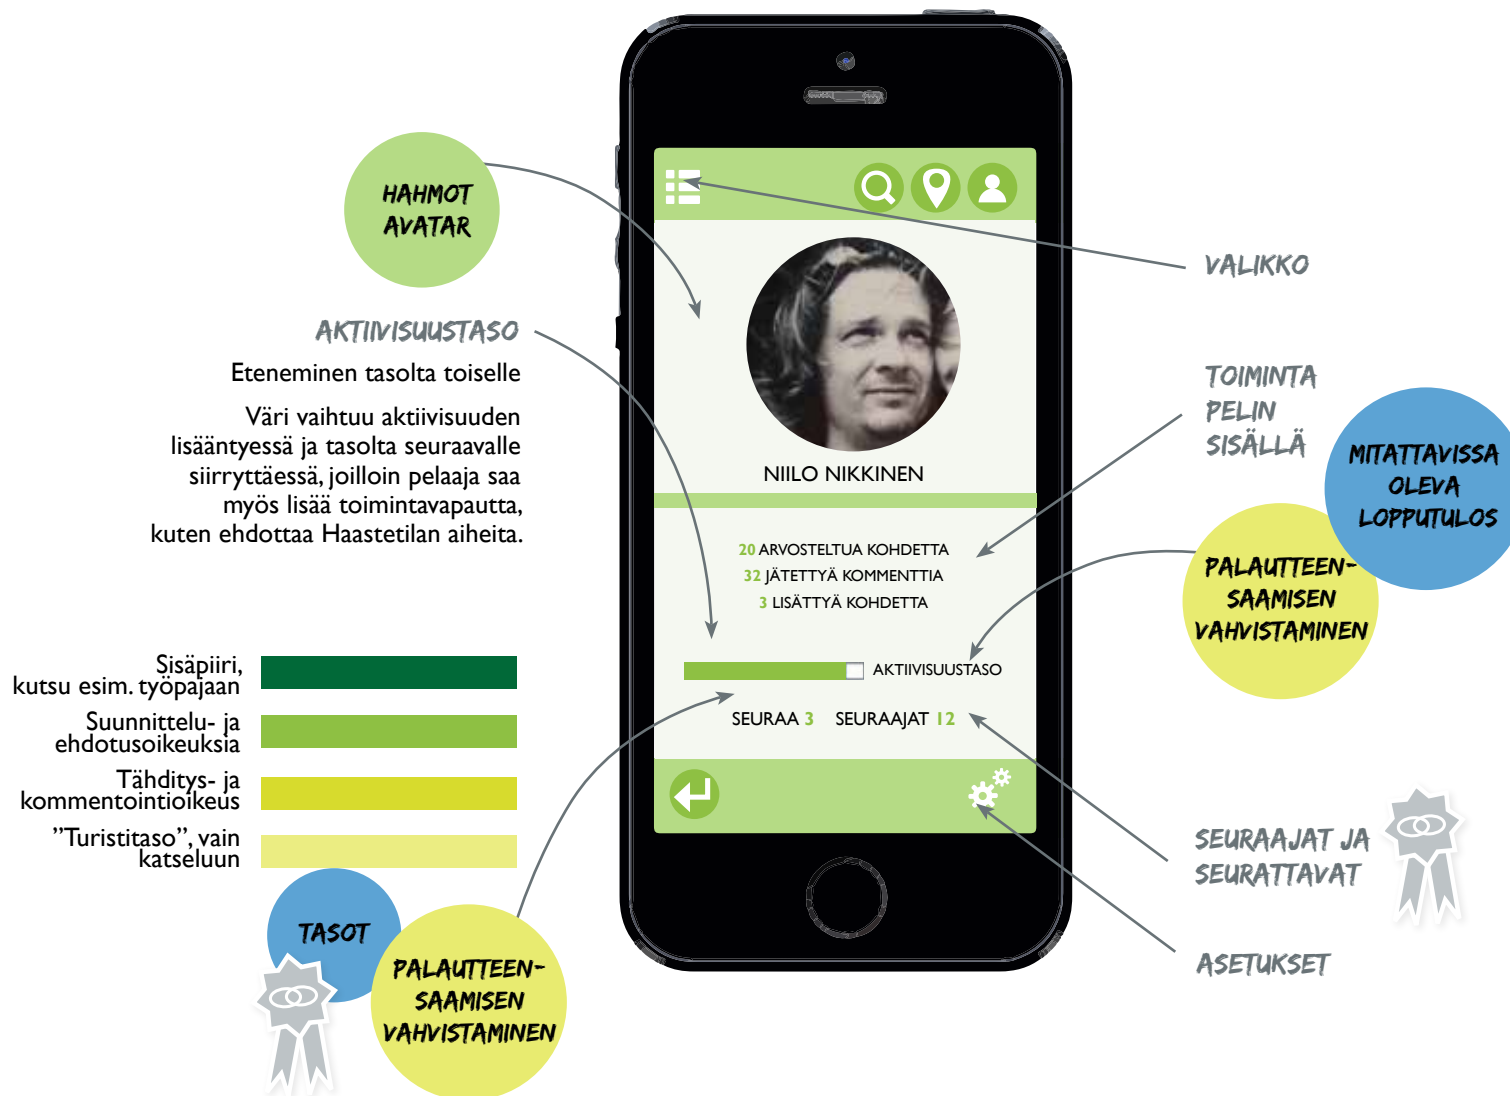 HAHMOT
AVATAR
AKTIIVISUUSTASO
Eteneminen tasolta toiselle
Väri vaihtuu aktiivisuuden
lisääntyessä ja tasolta seuraavalle
siirryttäessä, joilloin pelaaja saa
myös lisää toimintavapautta,
kuten ehdottaa Haastetilan aiheita.
Sisäpiiri,
kutsu esim. työpajaan
Suunnittelu- ja
ehdotusoikeuksia
Tähditys- ja
kommentointioikeus
”Turistitaso”, vain
katseluun
TASOT
PALAUTTEEN-
SAAMISEN
VAHVISTAMINEN
NIILO NIKKINEN
20 ARVOSTELTUA KOHDETTA
32 JÄTETTYÄ KOMMENTTIA
3 LISÄTTYÄ KOHDETTA
AKTIIVISUUSTASO
SEURAA 3 SEURAAJAT 12
VALIKKO
TOIMINTA
PELIN
SISÄLLÄ
MITATTAVISSA
OLEVA
LOPPUTULOS
PALAUTTEEN-
SAAMISEN
VAHVISTAMINEN
SEURAAJAT JA
SEURATTAVAT
ASETUKSET